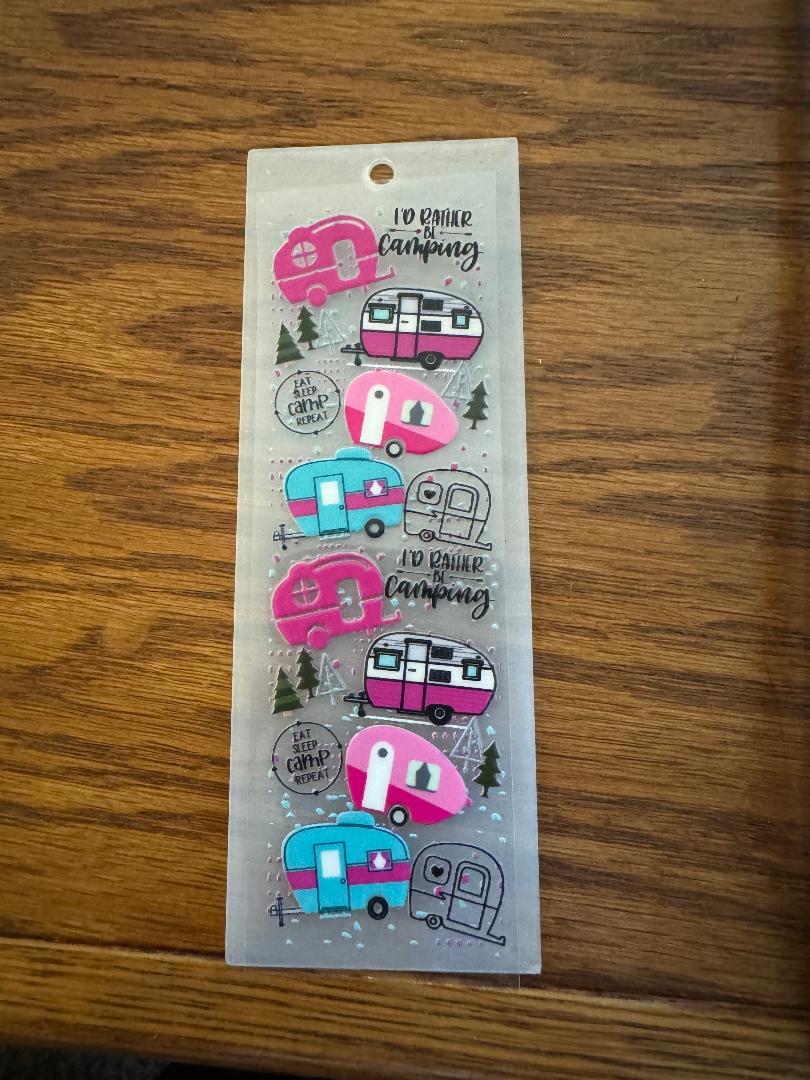 I'D RATHER
BE
Camping
EAT
SLEEP
camp
REPEAT
I'D RATHER
BE
Camping
EAT
SLEEP
camp
REPEAT